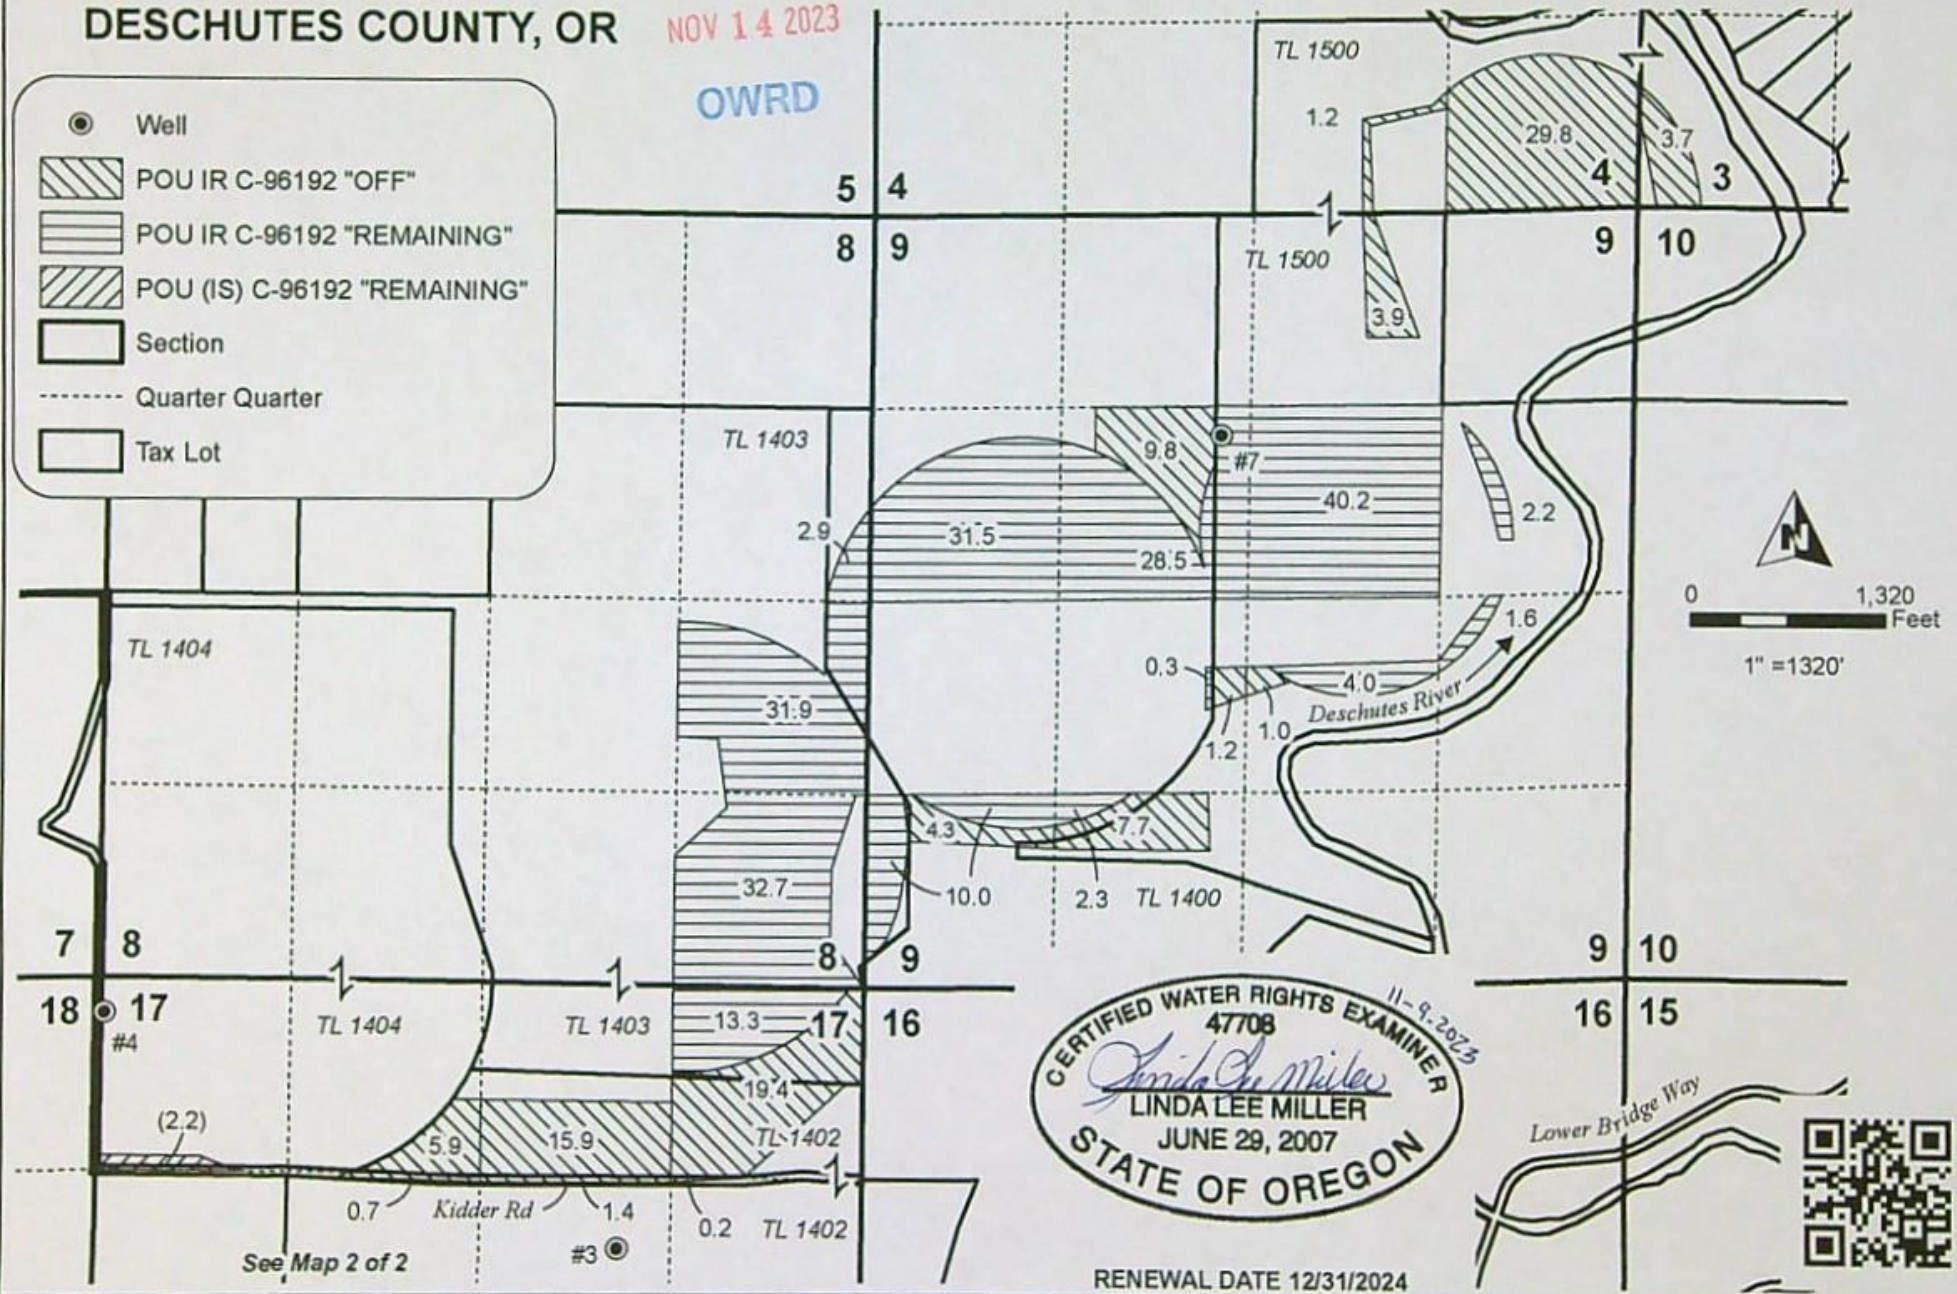 DESCHUTES COUNTY, OR
NOV 14 2023
OWRD
Well
POU IR C-96192 "OFF"
POU IR C-96192 "REMAINING"
POU (IS) C-96192 "REMAINING"
Section
Quarter Quarter
Tax Lot
TL 1500
1.2
29.8
3.7
5 4
4 3
8 9
TL 1500
9 10
3.9
TL 1403
9.8
#7
40.2
2.2
2.9
31.5
28.5
N
0 1,320
Feet
1" =1320'
TL 1404
1.6
0.3
4.0
31.9
Deschutes River
1.0
1.2
4.3
7.7
32.7
10.0
2.3
TL 1400
7 8
8 9
9 10
18 17
TL 1404
TL 1403
13.3
17 16
16 15
#4
19.4
(2.2)
5.9
15.9
TL 1402
0.7
Kidder Rd
1.4
0.2
TL 1402
#3
See Map 2 of 2
CERTIFIED WATER RIGHTS EXAMINER
11-9-2023
47708
Linda Lee Miller
LINDA LEE MILLER
JUNE 29, 2007
STATE OF OREGON
Lower Bridge Way
RENEWAL DATE 12/31/2024